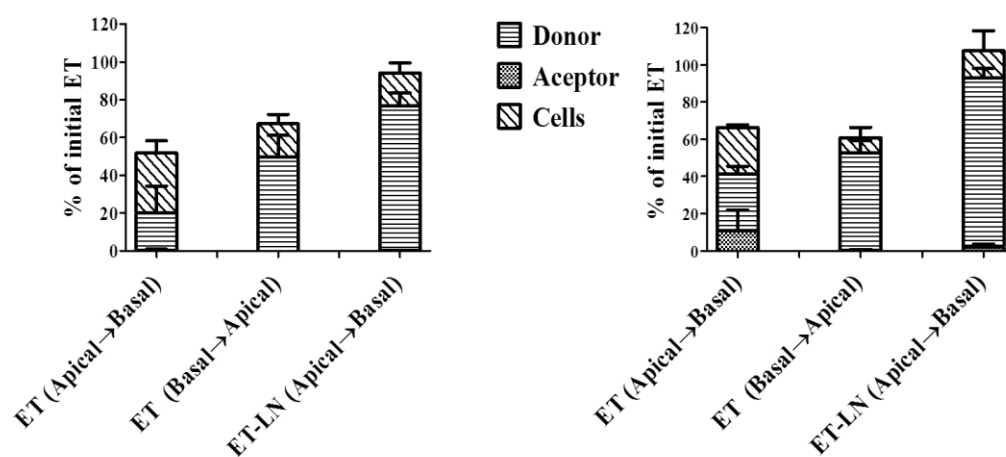 % of initial ET
120
100
80
60
40
20
0
ET (Apical→Basal)
ET (Basal→Apical)
ET-LN (Apical→Basal)
Donor
Aceptor
Cells
% of initial ET
120
100
80
60
40
20
0
ET (Apical→Basal)
ET (Basal→Apical)
ET-LN (Apical→Basal)